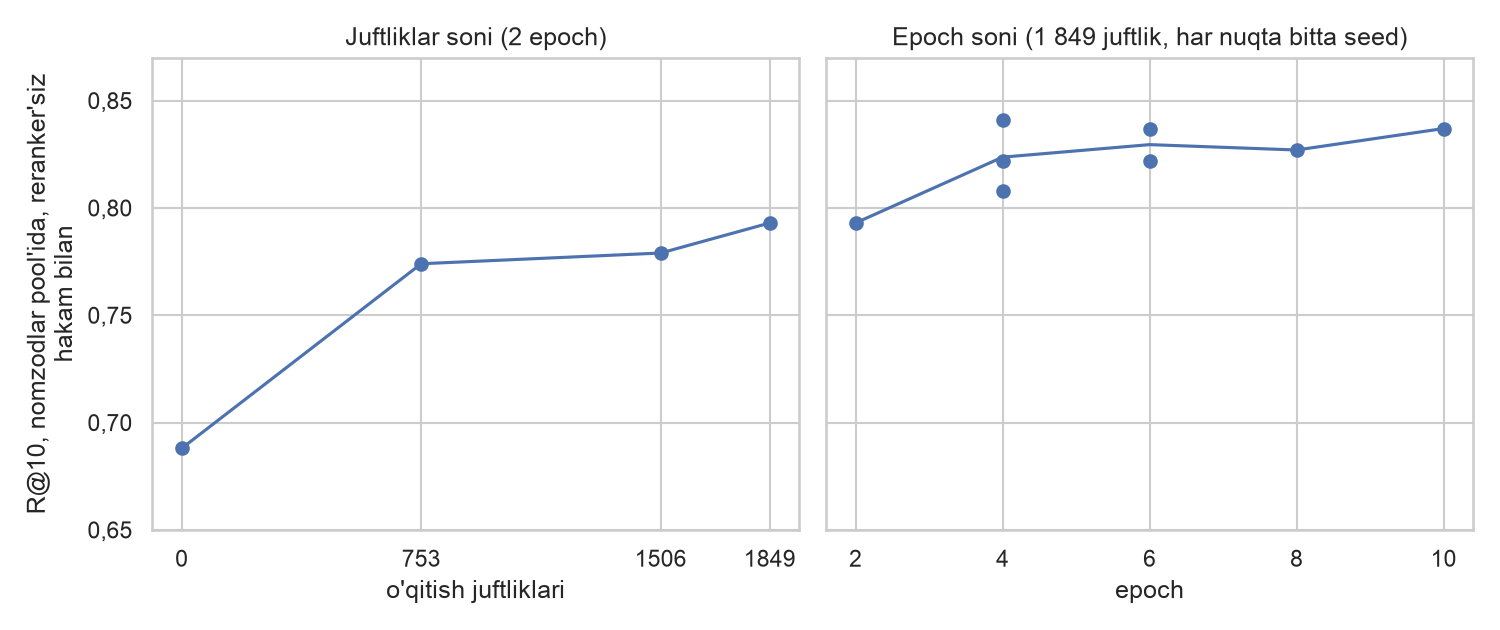 Juftliklar soni (2 epoch)
Epoch soni (1 849 juftlik, har nuqta bitta seed)
R@10, nomzodlar pool'ida, reranker'siz
hakam bilan
0,85
0,80
0,75
0,70
0,65
0
753
1506
1849
o'qitish juftliklari
2
4
6
8
10
epoch